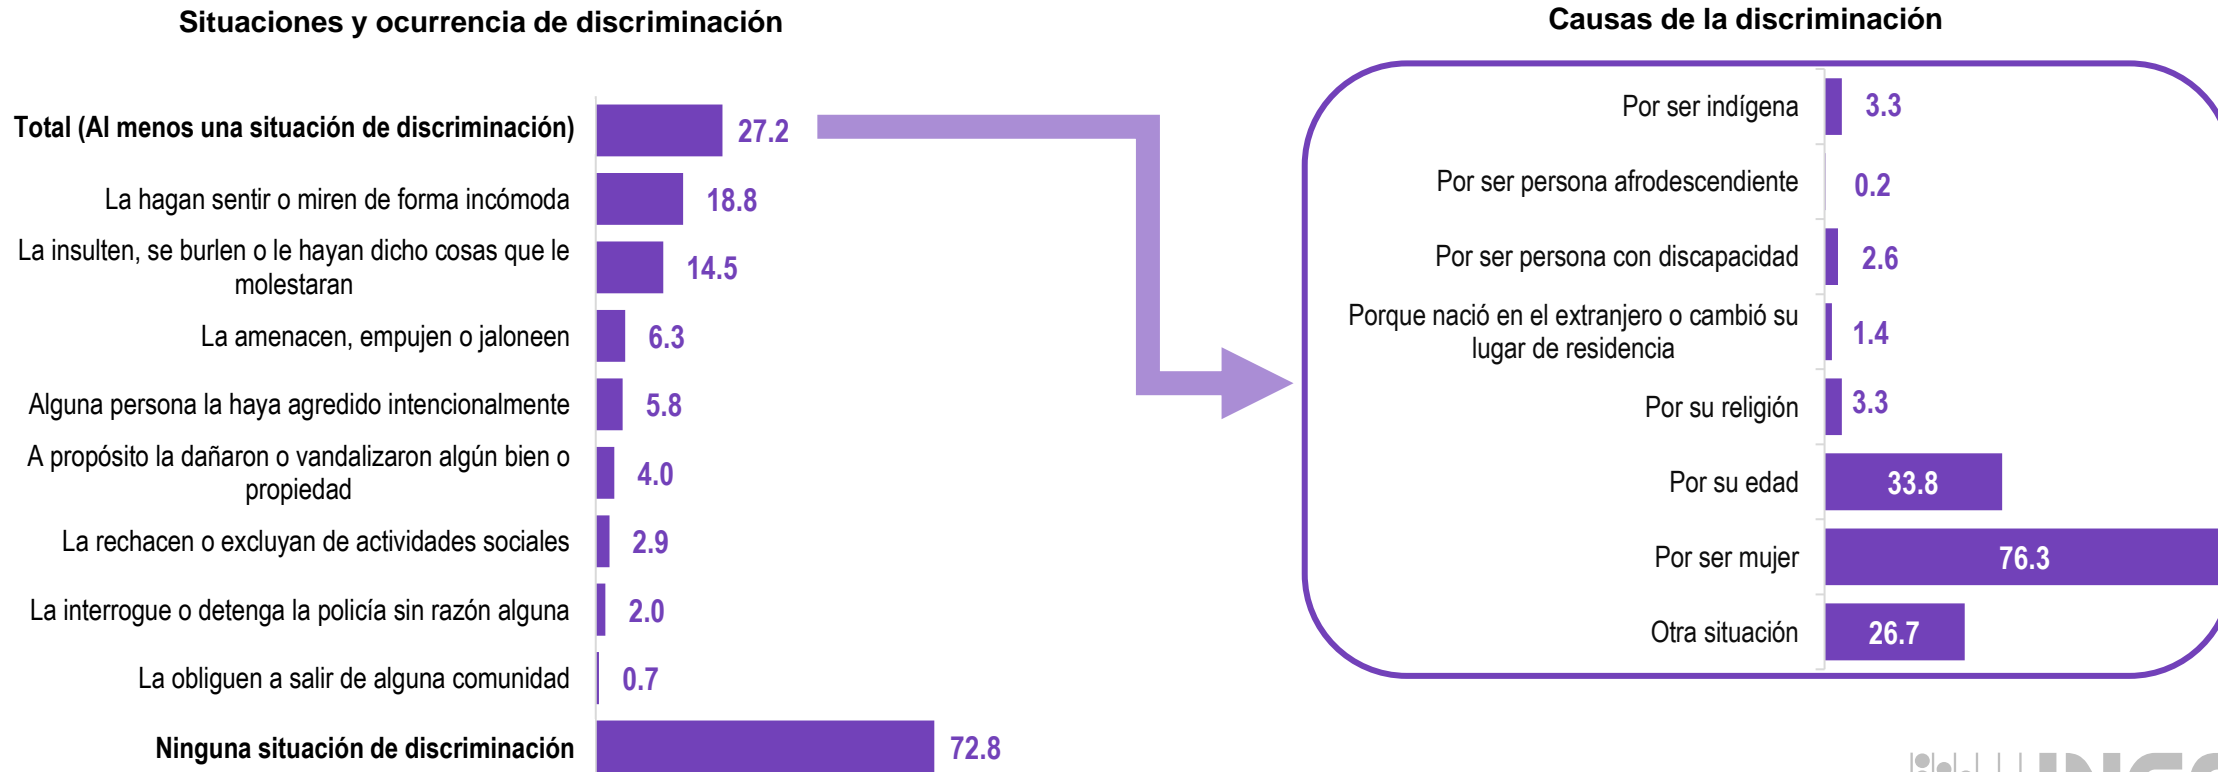 Situaciones y ocurrencia de discriminación
Total (Al menos una situación de discriminación)
27.2
La hagan sentir o miren de forma incómoda
18.8
La insulten, se burlen o le hayan dicho cosas que le
molestaran
14.5
La amenacen, empujen o jaloneen
6.3
Alguna persona la haya agredido intencionalmente
5.8
A propósito la dañaron o vandalizaron algún bien o
propiedad
4.0
La rechacen o excluyan de actividades sociales
2.9
La interrogue o detenga la policía sin razón alguna
2.0
La obliguen a salir de alguna comunidad
0.7
Ninguna situación de discriminación
72.8
Causas de la discriminación
Por ser indígena
3.3
Por ser persona afrodescendiente
0.2
Por ser persona con discapacidad
2.6
Porque nació en el extranjero o cambió su
lugar de residencia
1.4
Por su religión
3.3
Por su edad
33.8
Por ser mujer
76.3
Otra situación
26.7